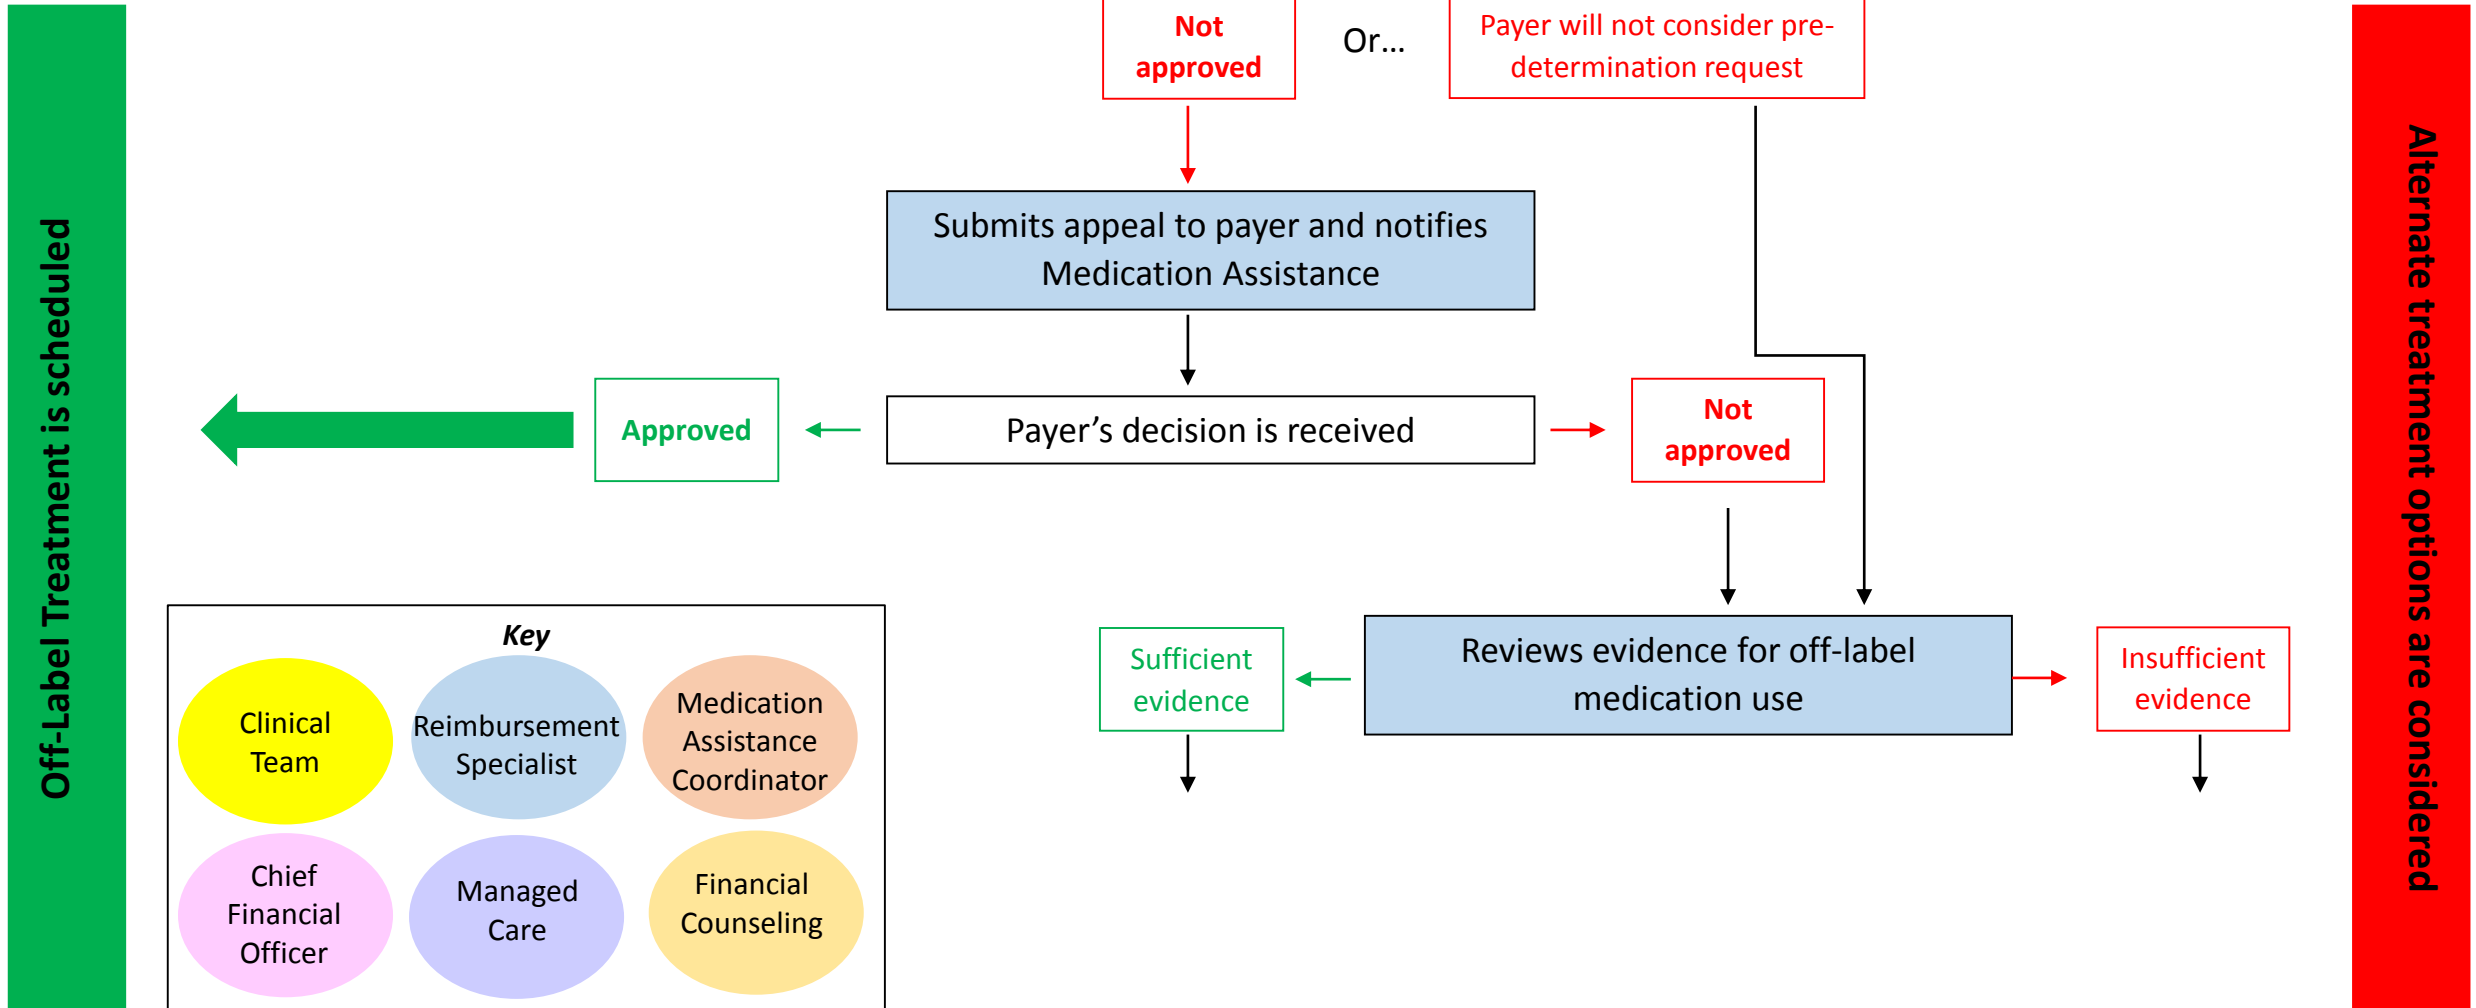 Off-Label Treatment is scheduled
Not
approved
Or...
Payer will not consider pre-
determination request
Submits appeal to payer and notifies
Medication Assistance
Approved
Payer’s decision is received
Not
approved
Sufficient
evidence
Reviews evidence for off-label
medication use
Insufficient
evidence
Key
Clinical
Team
Reimbursement
Specialist
Medication
Assistance
Coordinator
Chief
Financial
Officer
Managed
Care
Financial
Counseling
Alternate treatment options are considered